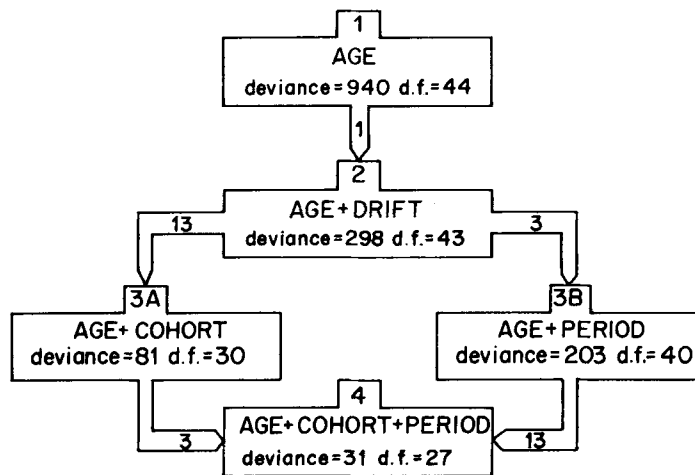 1
AGE
deviance=940 d.f.=44
1
2
AGE+DRIFT
deviance=298 d.f.=43
13
3
3A
AGE+COHORT
deviance=81 d.f.=30
3B
AGE+PERIOD
deviance=203 d.f.=40
4
AGE+COHORT+PERIOD
deviance=31 d.f.=27
3
13